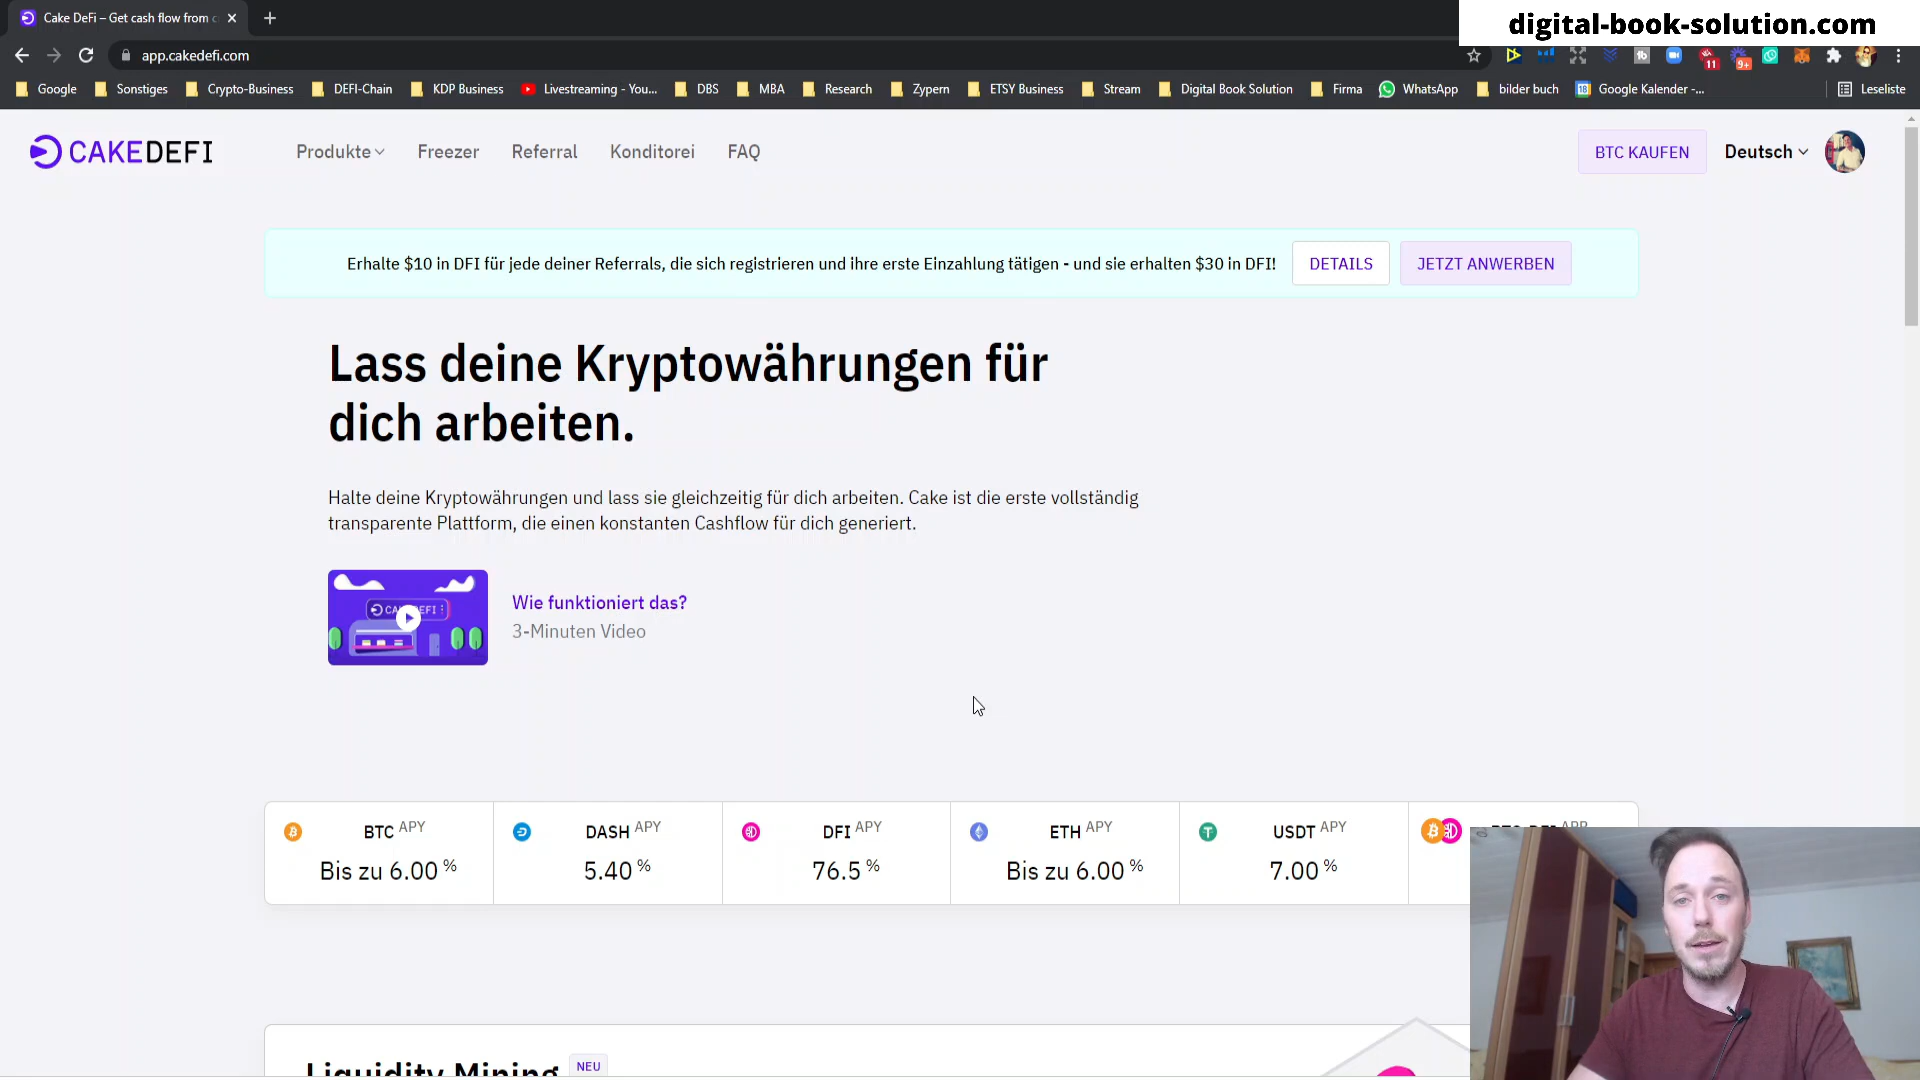 Cake DeFi – Get cash flow from c
digital-book-solution.com
app.cakedefi.com
11
9+
Google
Sonstiges
Crypto-Business
DEFI-Chain
KDP Business
Livestreaming - You...
DBS
MBA
Research
Zypern
ETSY Business
Stream
Digital Book Solution
Firma
WhatsApp
bilder buch
18
Google Kalender -...
Leseliste
CAKEDEFI
Produkte
Freezer
Referral
Konditorei
FAQ
BTC KAUFEN
Deutsch
Erhalte $10 in DFI für jede deiner Referrals, die sich registrieren und ihre erste Einzahlung tätigen - und sie erhalten $30 in DFI!
DETAILS
JETZT ANWERBEN
Lass deine Kryptowährungen für
dich arbeiten.
Halte deine Kryptowährungen und lass sie gleichzeitig für dich arbeiten. Cake ist die erste vollständig
transparente Plattform, die einen konstanten Cashflow für dich generiert.
Wie funktioniert das?
3-Minuten Video
BTC APY
Bis zu 6.00 %
DASH APY
5.40 %
DFI APY
76.5 %
ETH APY
Bis zu 6.00 %
USDT APY
7.00 %
Liquidity Mining
NEU